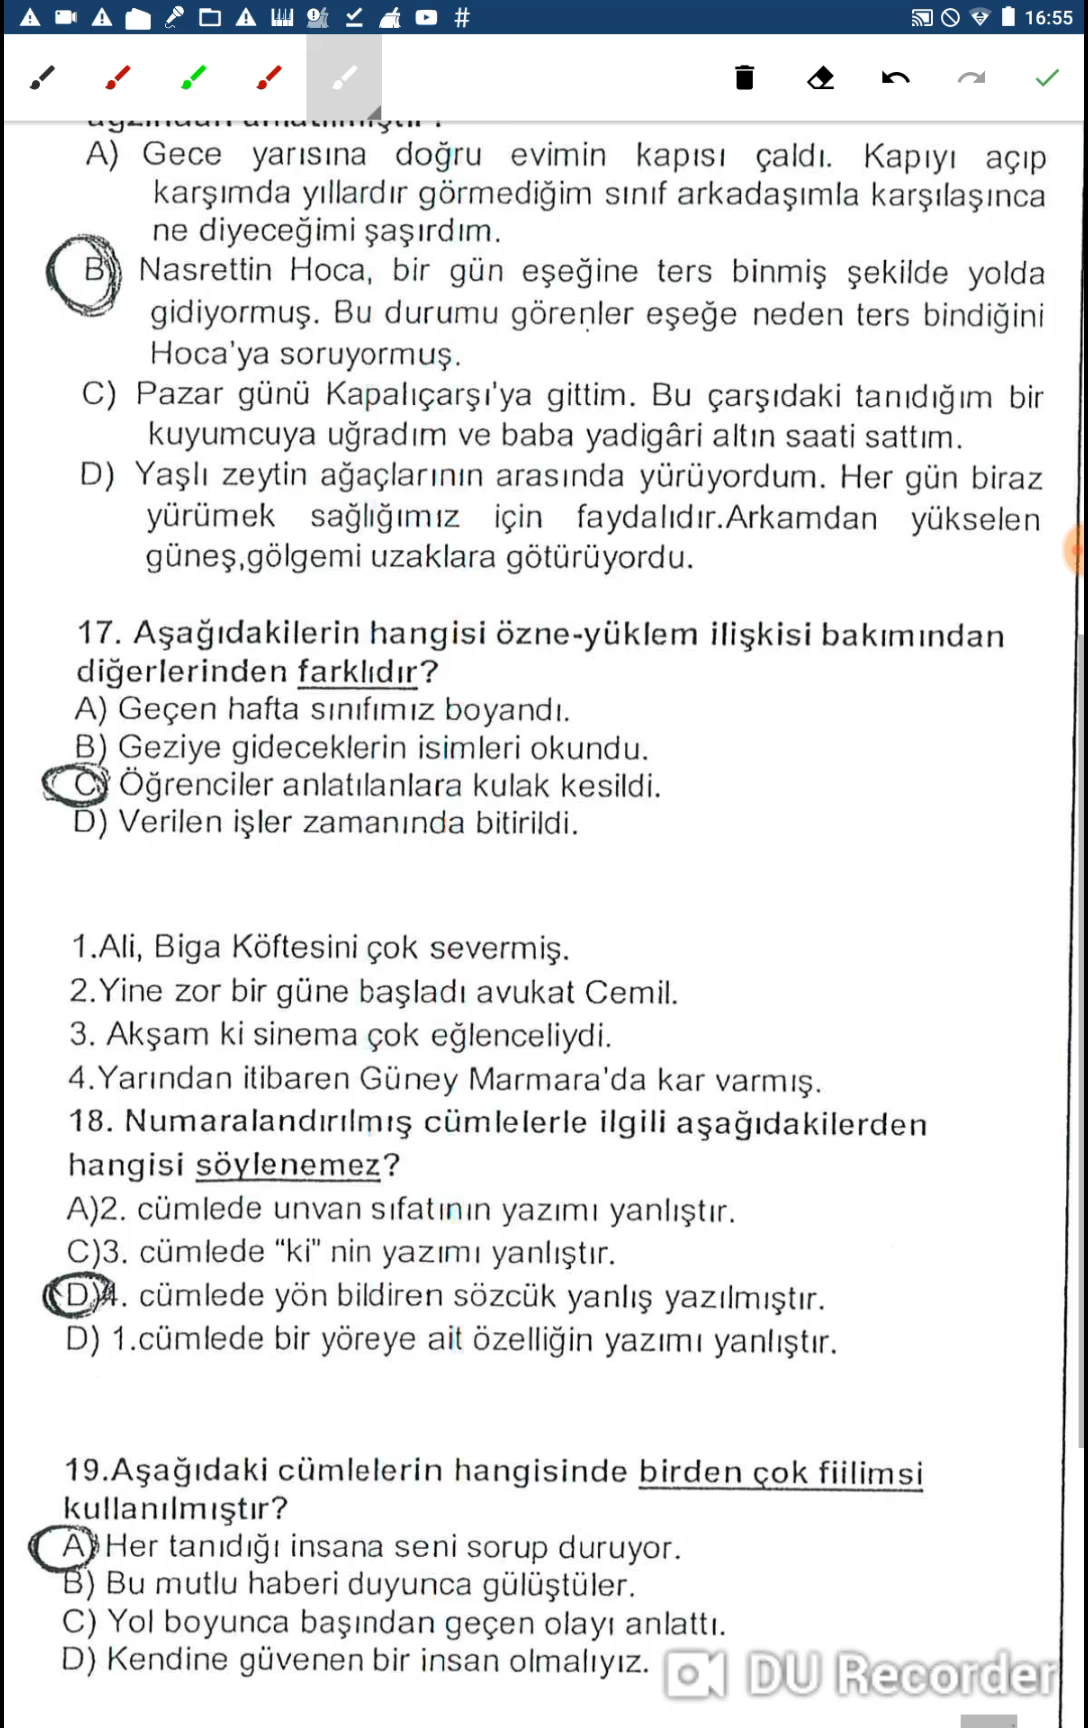 16:55
A) Gece yarısına doğru evimin kapısı çaldı. Kapıyı açıp
karşımda yıllardır görmediğim sınıf arkadaşımla karşılaşınca
ne diyeceğimi şaşırdım.
B) Nasrettin Hoca, bir gün eşeğine ters binmiş şekilde yolda
gidiyormuş. Bu durumu görenler eşeğe neden ters bindiğini
Hoca'ya soruyormuş.
C) Pazar günü Kapalıçarşı'ya gittim. Bu çarşıdaki tanıdığım bir
kuyumcuya uğradım ve baba yadigâri altın saati sattım.
D) Yaşlı zeytin ağaçlarının arasında yürüyordum. Her gün biraz
yürümek sağlığımız için faydalıdır.Arkamdan yükselen
güneş,gölgemi uzaklara götürüyordu.
17. Aşağıdakilerin hangisi özne-yüklem ilişkisi bakımından
diğerlerinden farklıdır?
A) Geçen hafta sınıfımız boyandı.
B) Geziye gideceklerin isimleri okundu.
C) Öğrenciler anlatılanlara kulak kesildi.
D) Verilen işler zamanında bitirildi.
1.Ali, Biga Köftesini çok severmiş.
2.Yine zor bir güne başladı avukat Cemil.
3. Akşam ki sinema çok eğlenceliydi.
4.Yarından itibaren Güney Marmara'da kar varmış.
18. Numaralandırılmış cümlelerle ilgili aşağıdakilerden
hangisi söylenemez?
A)2. cümlede unvan sıfatının yazımı yanlıştır.
C)3. cümlede “ki" nin yazımı yanlıştır.
D)4. cümlede yön bildiren sözcük yanlış yazılmıştır.
D) 1.cümlede bir yöreye ait özelliğin yazımı yanlıştır.
19.Aşağıdaki cümlelerin hangisinde birden çok fiilimsi
kullanılmıştır?
A) Her tanıdığı insana seni sorup duruyor.
B) Bu mutlu haberi duyunca gülüştüler.
C) Yol boyunca başından geçen olayı anlattı.
D) Kendine güvenen bir insan olmalıyız.
DU Recorder